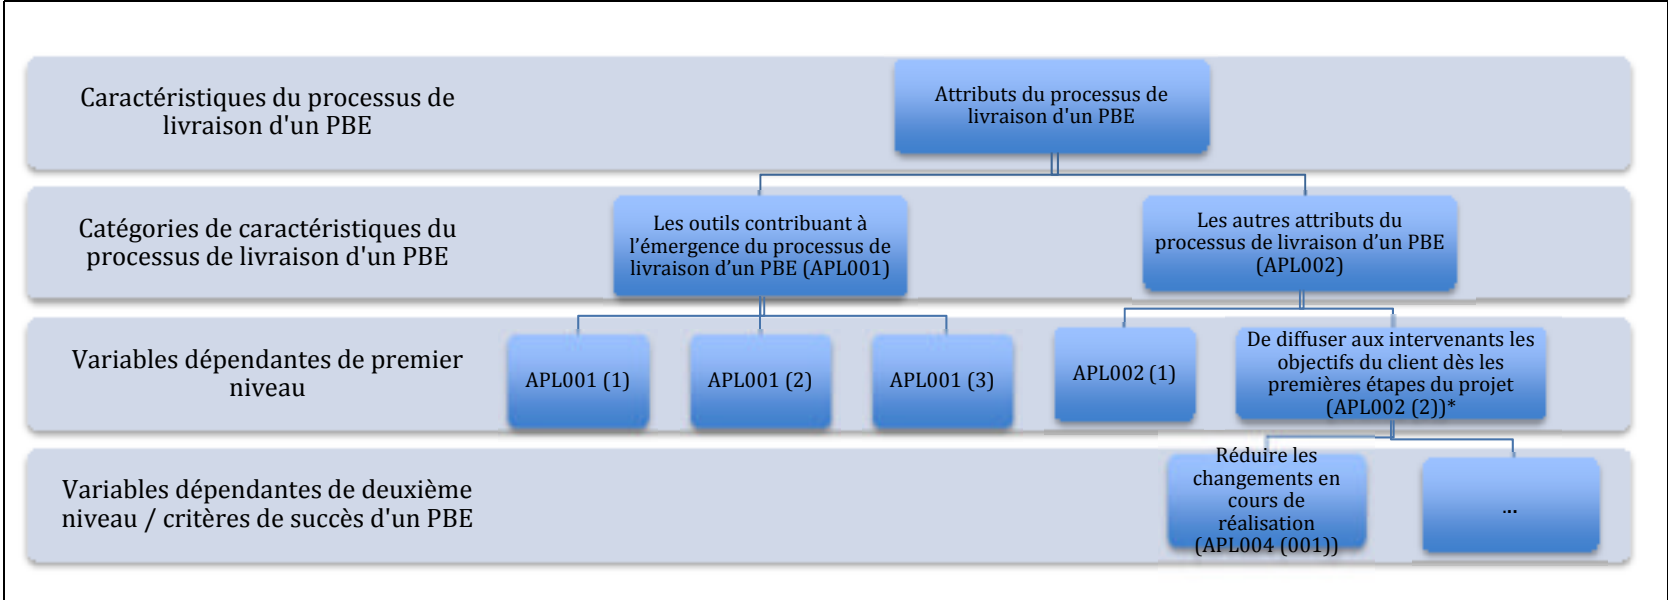 Caractéristiques du processus de
livraison d'un PBE
Attributs du processus de
livraison d'un PBE
Catégories de caractéristiques du
processus de livraison d'un PBE
Les outils contribuant à
l’émergence du processus de
livraison d’un PBE (APL001)
Les autres attributs du
processus de livraison d’un PBE
(APL002)
Variables dépendantes de premier
niveau
APL001 (1)
APL001 (2)
APL001 (3)
APL002 (1)
De diffuser aux intervenants les
objectifs du client dès les
premières étapes du projet
(APL002 (2))*
Variables dépendantes de deuxième
niveau / critères de succès d'un PBE
Réduire les
changements en
cours de
réalisation
(APL004 (001))
...